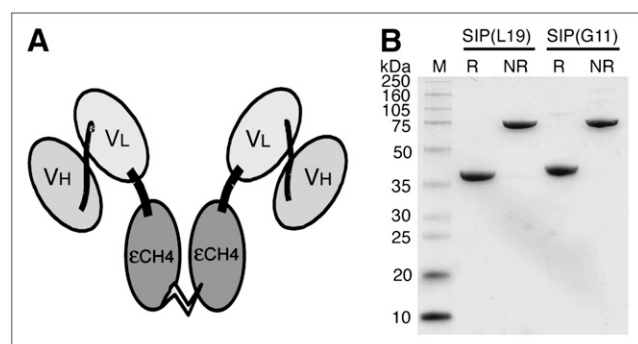 A
VL
VL
VH
VH
εCH4
εCH4
B
SIP(L19) SIP(G11)
kDa M R NR R NR
250
160
105
75
50
35
30
25
20
10